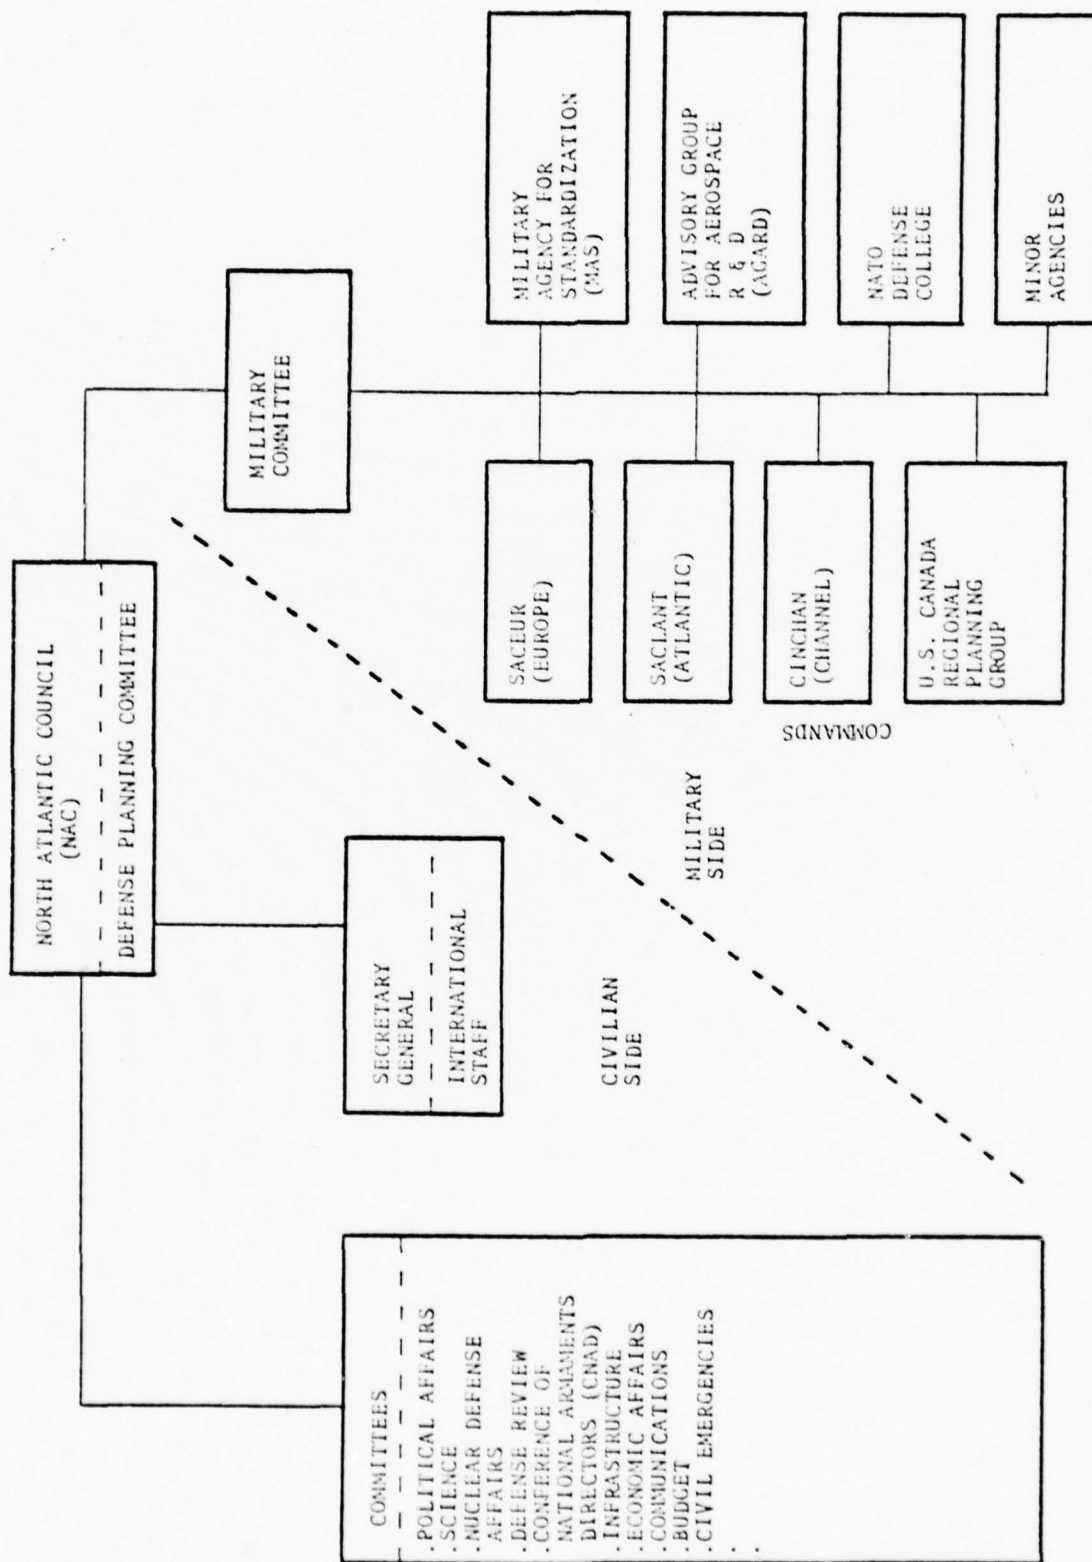 NORTH ATLANTIC COUNCIL
(NAC)
DEFENSE PLANNING COMMITTEE
COMMITTEES
.POLITICAL AFFAIRS
.SCIENCE
.NUCLEAR DEFENSE
AFFAIRS
.DEFENSE REVIEW
.CONFERENCE OF
NATIONAL ARMAMENTS
DIRECTORS (CNAD)
.INFRASTRUCTURE
.ECONOMIC AFFAIRS
.COMMUNICATIONS
.BUDGET
.CIVIL EMERGENCIES
.
.
SECRETARY
GENERAL
INTERNATIONAL
STAFF
CIVILIAN
SIDE
MILITARY
SIDE
MILITARY
COMMITTEE
COMMANDS
SACEUR
(EUROPE)
SACLANT
(ATLANTIC)
CINCHAN
(CHANNEL)
U.S. CANADA
REGIONAL
PLANNING
GROUP
MILITARY
AGENCY FOR
STANDARDIZATION
(MAS)
ADVISORY GROUP
FOR AEROSPACE
R & D
(AGARD)
NATO
DEFENSE
COLLEGE
MINOR
AGENCIES